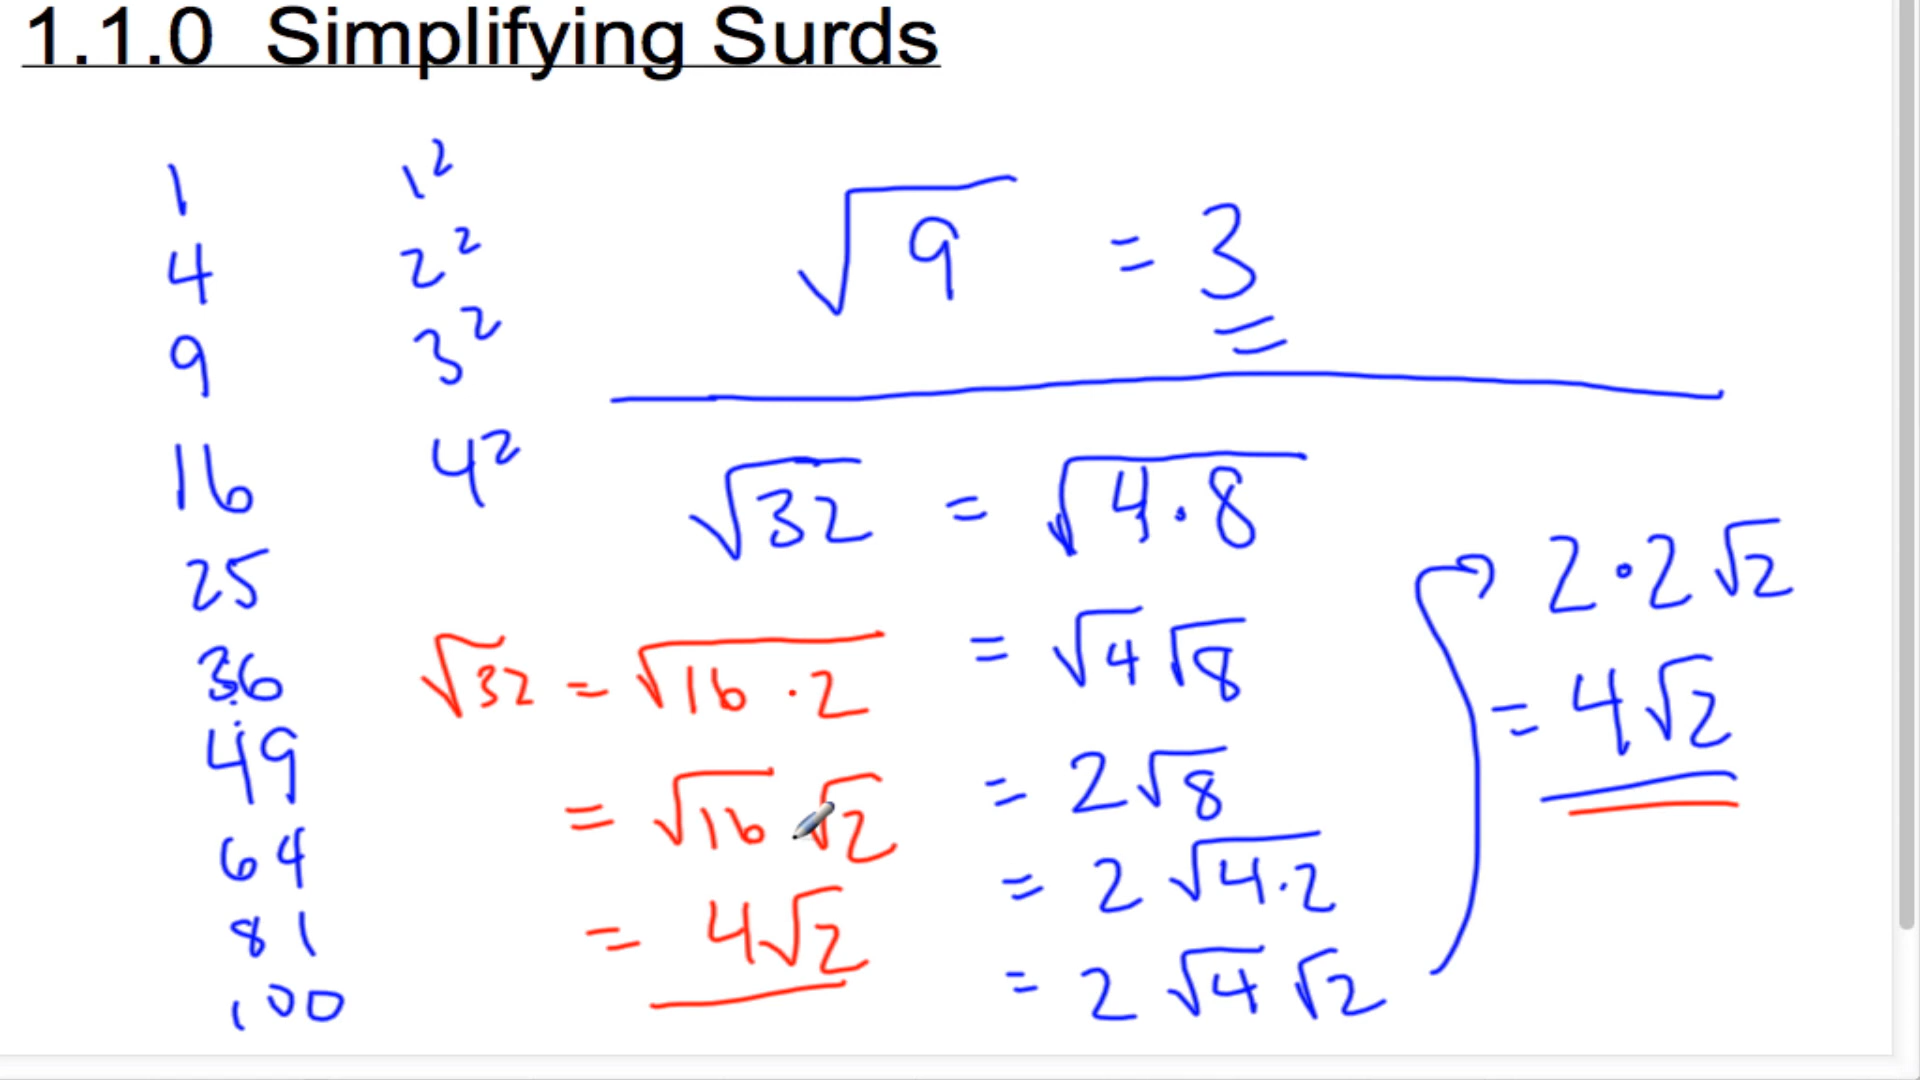 1.1.0 Simplifying Surds
1 1²
4 2²
9 3²
16 4²
25
36
49
64
81
100
√9 = 3
√32 = √4·8
= √4 √8
= 2√8
= 2 √4·2
= 2 √4 √2
2·2√2
= 4√2
√32 = √16·2
= √16 √2
= 4√2